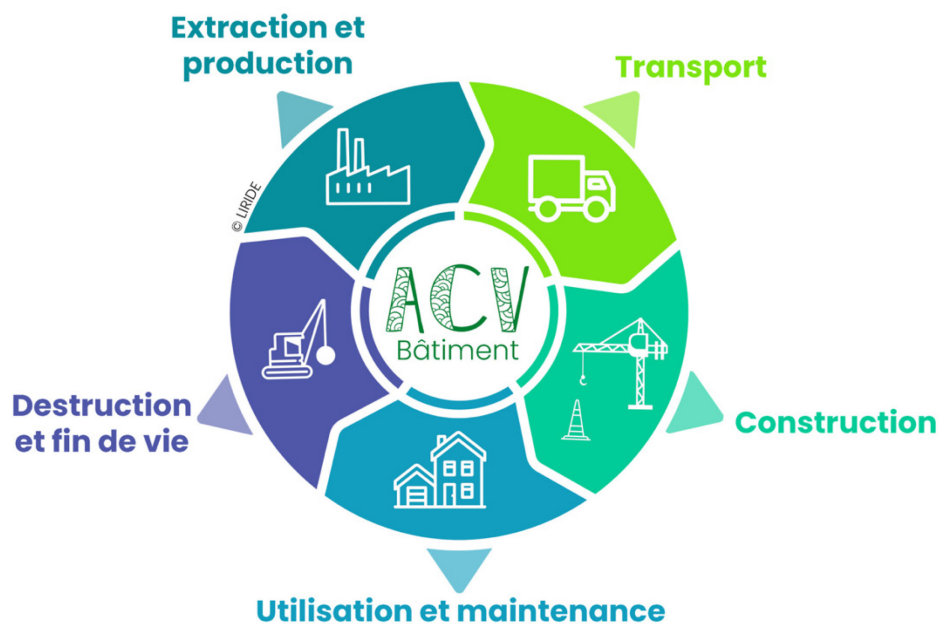 Extraction et
production
Transport
© LIRIDE
ACV
Bâtiment
Destruction
et fin de vie
Construction
Utilisation et maintenance